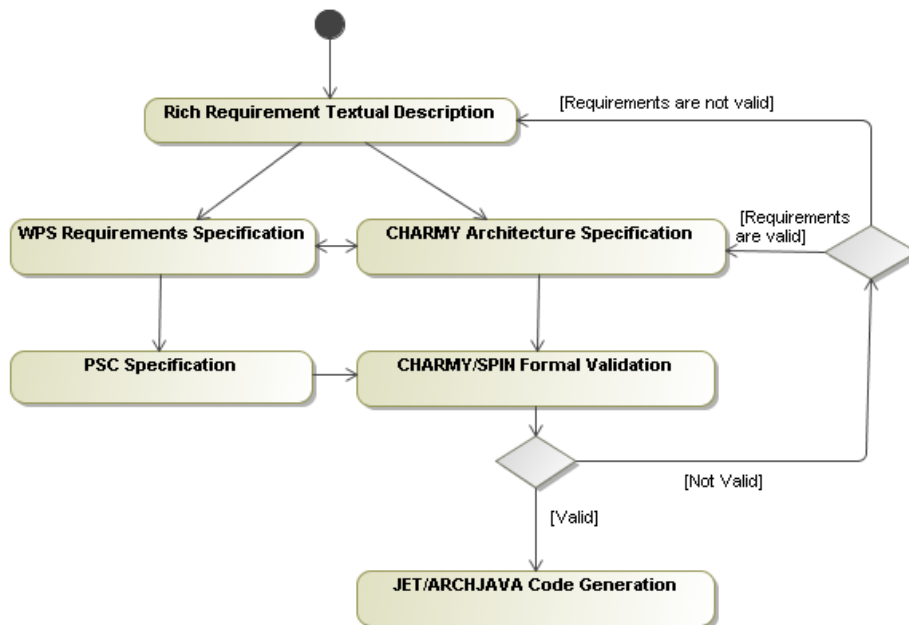 Rich Requirement Textual Description
[Requirements are not valid]
WPS Requirements Specification
CHARMY Architecture Specification
[Requirements
are valid]
PSC Specification
CHARMY/SPIN Formal Validation
[Not Valid]
[Valid]
JET/ARCHJAVA Code Generation